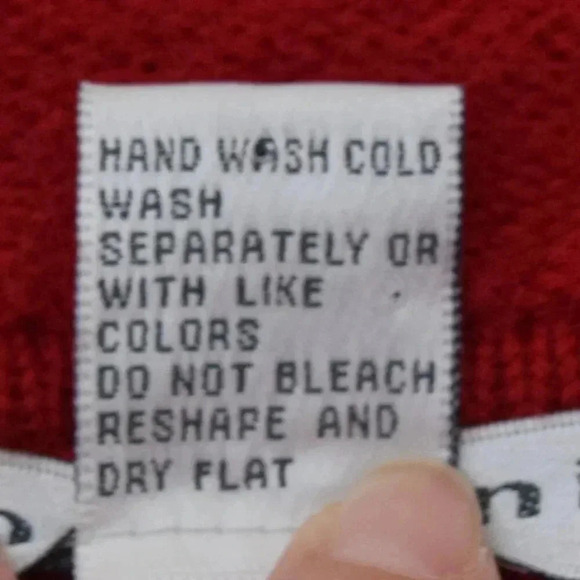 HAND WASH COLD
WASH
SEPARATELY OR
WITH LIKE
COLORS
DO NOT BLEACH
RESHAPE AND
DRY FLAT